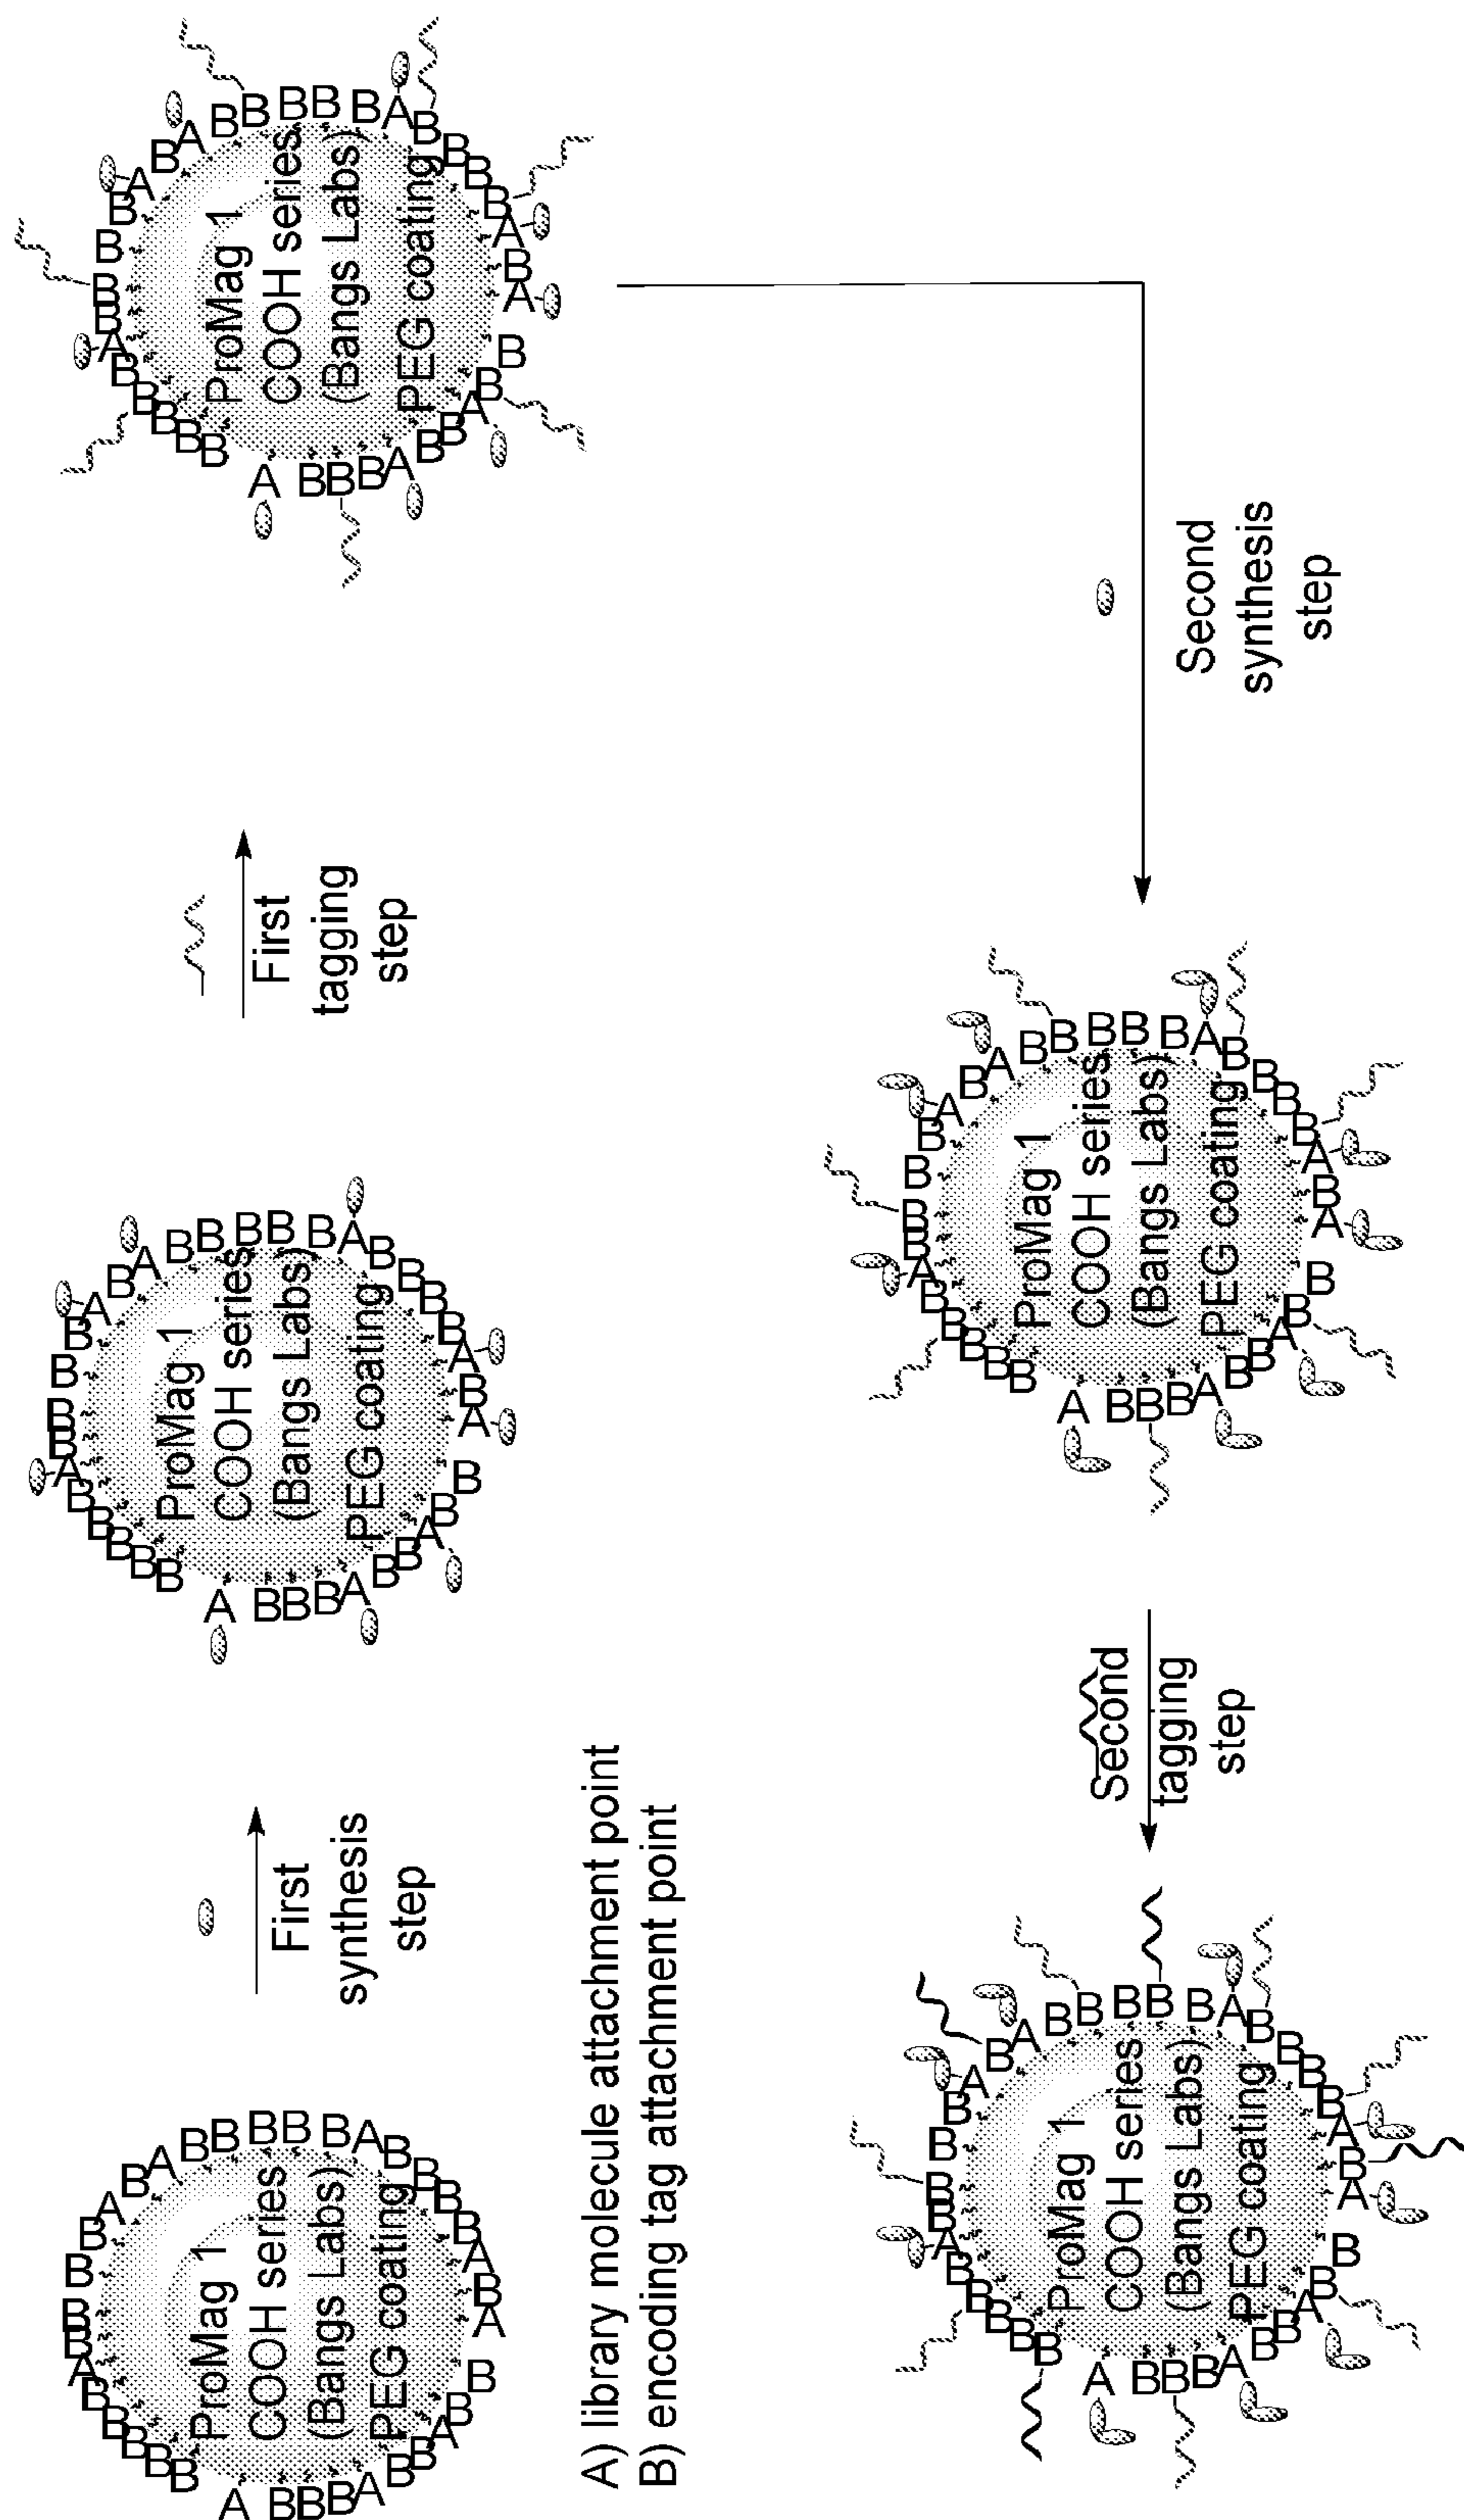 ProMag 1
COOH series
(Bangs Labs)
PEG coating
First
synthesis
step
ProMag 1
COOH series
(Bangs Labs)
PEG coating
First
tagging
step
ProMag 1
COOH series
(Bangs Labs)
PEG coating
A) library molecule attachment point
B) encoding tag attachment point
Second
synthesis
step
ProMag 1
COOH series
(Bangs Labs)
PEG coating
Second
tagging
step
ProMag 1
COOH series
(Bangs Labs)
PEG coating